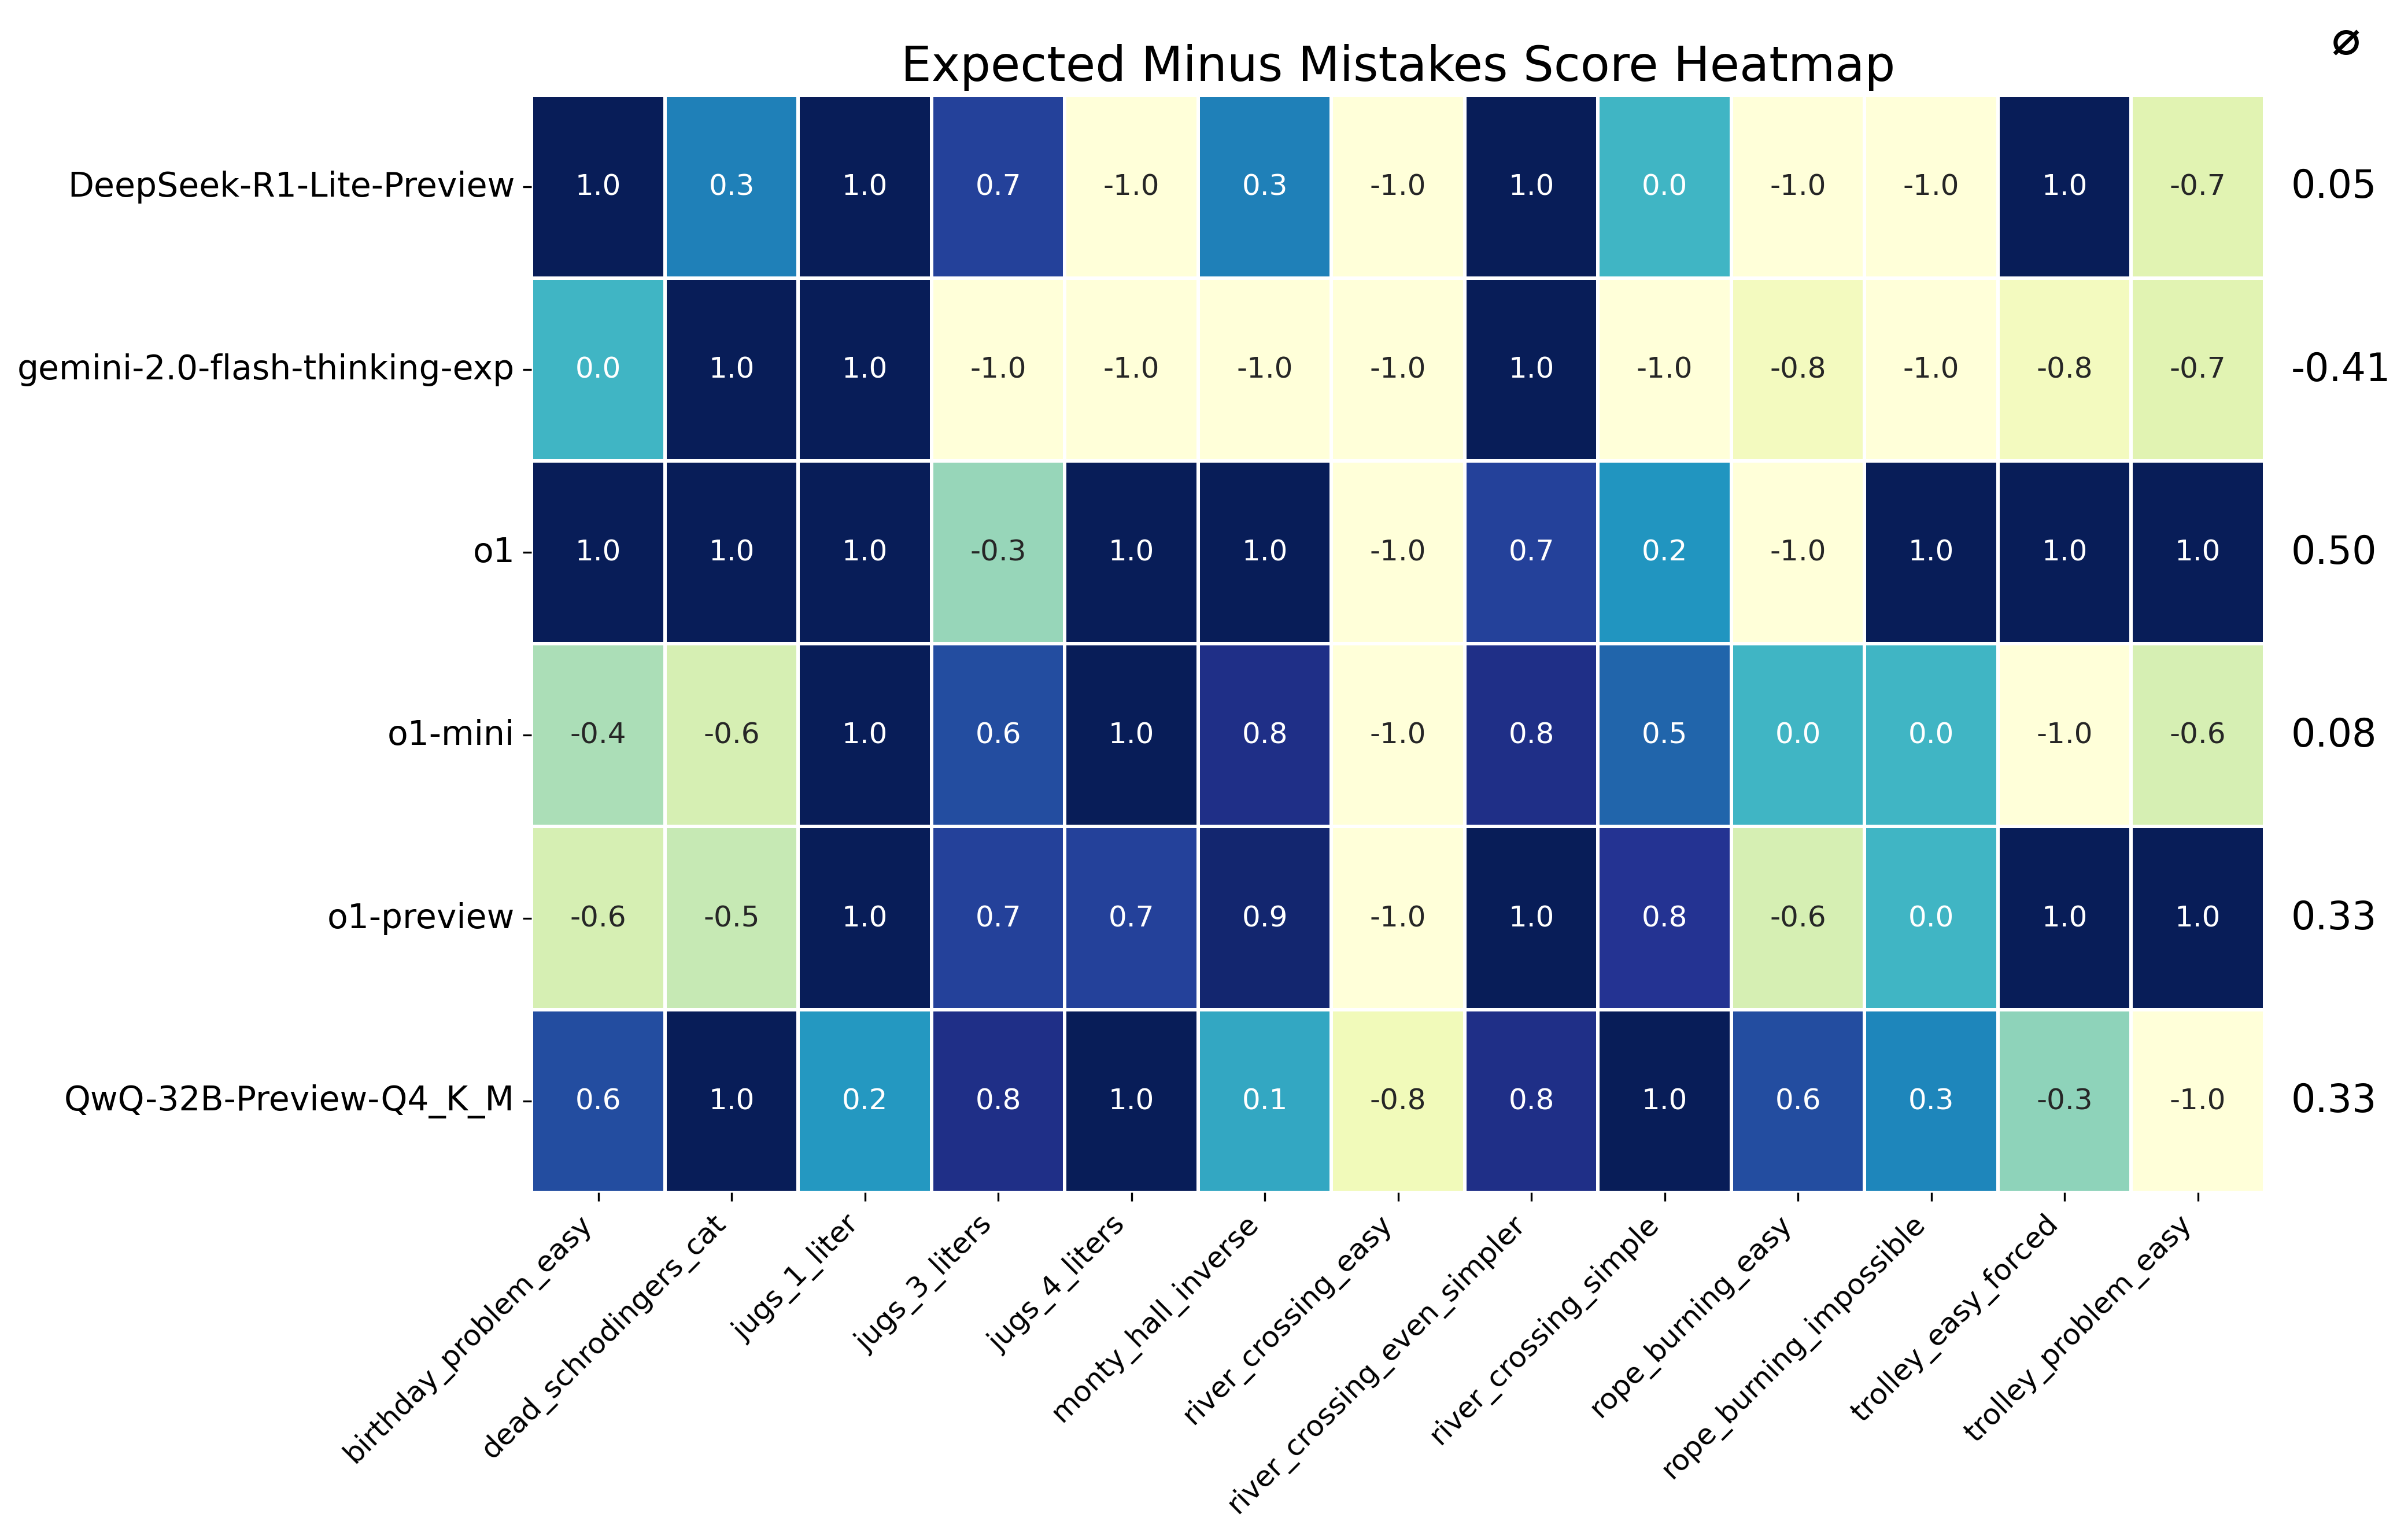 Expected Minus Mistakes Score Heatmap
ø
DeepSeek-R1-Lite-Preview 1.0 0.3 1.0 0.7 -1.0 0.3 -1.0 1.0 0.0 -1.0 -1.0 1.0 -0.7 0.05
gemini-2.0-flash-thinking-exp 0.0 1.0 1.0 -1.0 -1.0 -1.0 -1.0 1.0 -1.0 -0.8 -1.0 -0.8 -0.7 -0.41
o1 1.0 1.0 1.0 -0.3 1.0 1.0 -1.0 0.7 0.2 -1.0 1.0 1.0 1.0 0.50
o1-mini -0.4 -0.6 1.0 0.6 1.0 0.8 -1.0 0.8 0.5 0.0 0.0 -1.0 -0.6 0.08
o1-preview -0.6 -0.5 1.0 0.7 0.7 0.9 -1.0 1.0 0.8 -0.6 0.0 1.0 1.0 0.33
QwQ-32B-Preview-Q4_K_M 0.6 1.0 0.2 0.8 1.0 0.1 -0.8 0.8 1.0 0.6 0.3 -0.3 -1.0 0.33
birthday_problem_easy
dead_schrodingers_cat
jugs_1_liter
jugs_3_liters
jugs_4_liters
monty_hall_inverse
river_crossing_easy
river_crossing_even_simpler
river_crossing_simple
rope_burning_easy
rope_burning_impossible
trolley_easy_forced
trolley_problem_easy